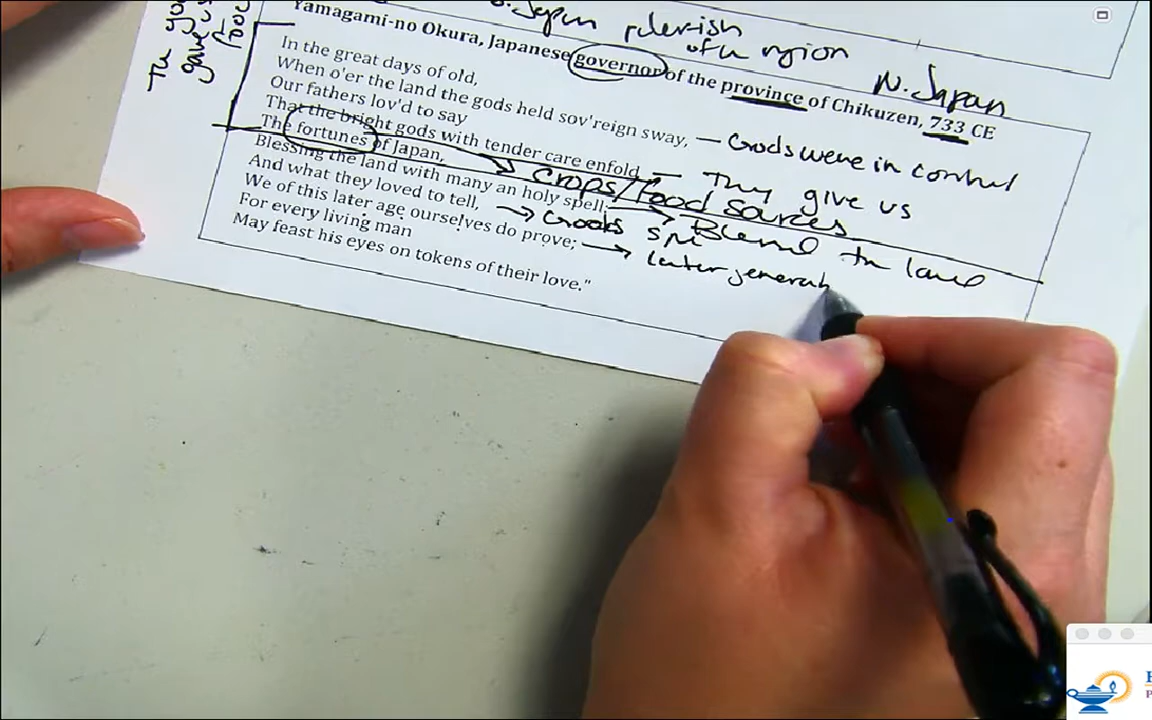 S. Japan
of the region
N. Japan
Yamagami-no Okura, Japanese governor of the province of Chikuzen, 733 CE
In the great days of old,
When o'er the land the gods held sov'reign sway, — Gods were in control
Our fathers lov'd to say
That the bright gods with tender care enfold → They give us
The fortunes of Japan, → crops/food sources
Blessing the land with many an holy spell: → Blessed the land
And what they loved to tell, → Gods
We of this later age ourselves do prove; → later generat
For every living man
May feast his eyes on tokens of their love."